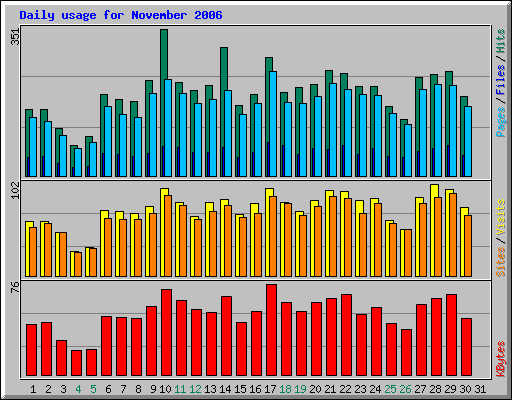 Daily usage for November 2006
351
Pages / Files / Hits
102
Sites / Visits
76
KBytes
1 2 3 4 5 6 7 8 9 10 11 12 13 14 15 16 17 18 19 20 21 22 23 24 25 26 27 28 29 30 31